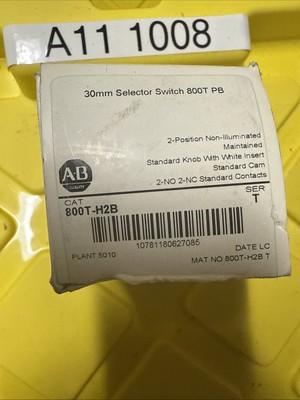 A11 1008
30mm Selector Switch 800T PB
2-Position Non-Illuminated
Maintained
Standard Knob With White Insert
Standard Cam
2-NO 2-NC Standard Contacts
AB
QUALITY
CAT
SER
800T-H2B
T
10781180627085
PLANT 5010
DATE LC
MAT NO 800T-H2B T